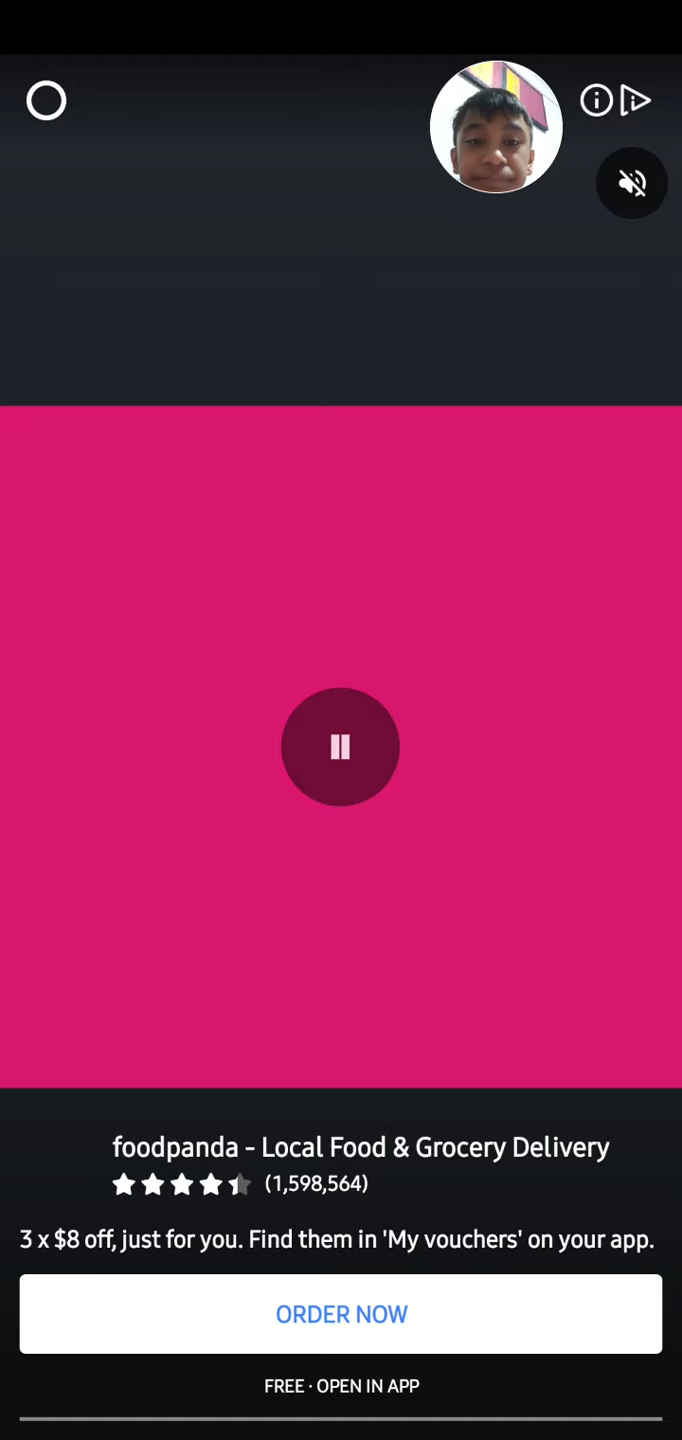 foodpanda - Local Food & Grocery Delivery
(1,598,564)
3 x $8 off, just for you. Find them in 'My vouchers' on your app.
ORDER NOW
FREE · OPEN IN APP